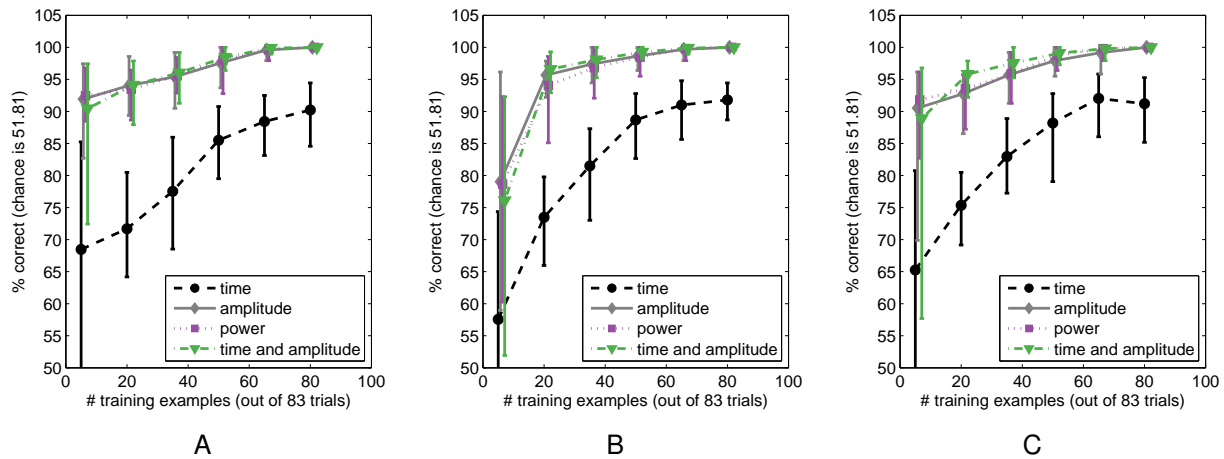 % correct (chance is 51.81)
100
95
90
85
80
75
70
65
60
55
50
0 20 40 60 80 100
# training examples (out of 83 trials)
time
amplitude
power
time and amplitude
A
% correct (chance is 51.81)
100
95
90
85
80
75
70
65
60
55
50
0 20 40 60 80 100
# training examples (out of 83 trials)
time
amplitude
power
time and amplitude
B
% correct (chance is 51.81)
100
95
90
85
80
75
70
65
60
55
50
0 20 40 60 80 100
# training examples (out of 83 trials)
time
amplitude
power
time and amplitude
C